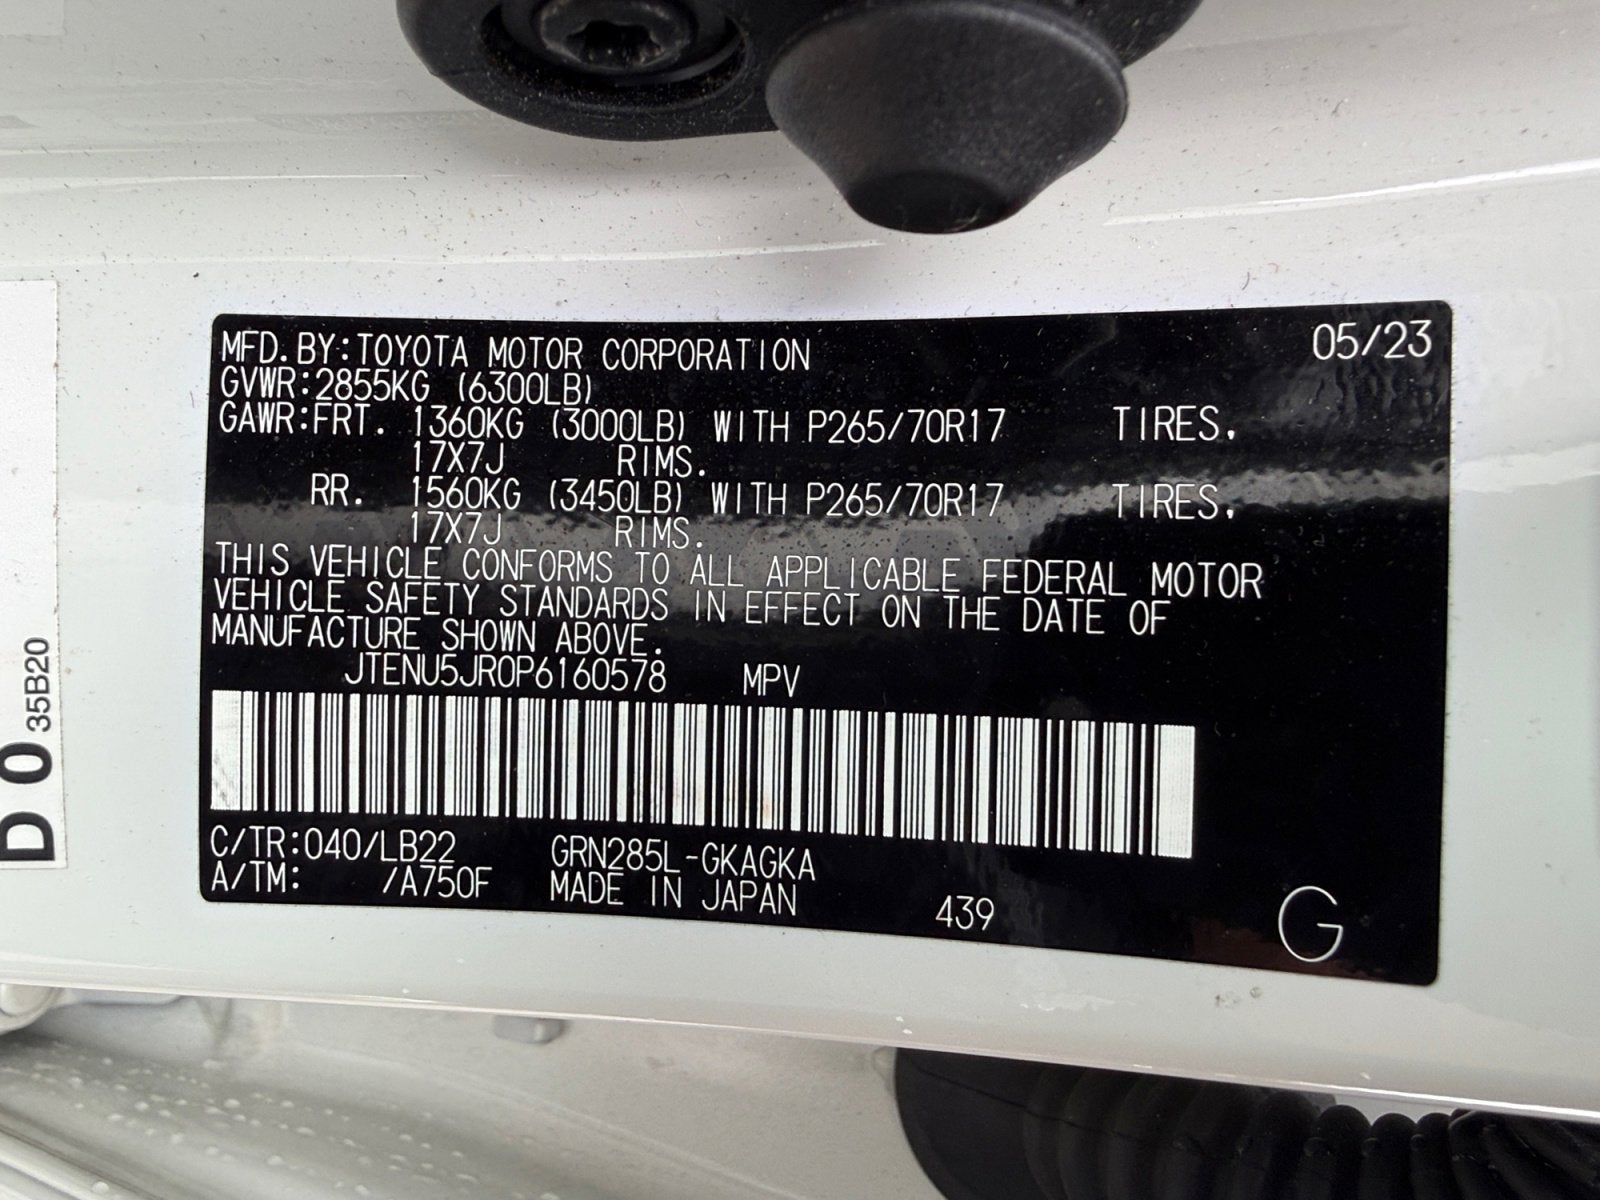 MFD. BY:TOYOTA MOTOR CORPORATION 05/23
GVWR:2855KG (6300LB)
GAWR:FRT. 1360KG (3000LB) WITH P265/70R17 TIRES,
17X7J RIMS.
RR. 1560KG (3450LB) WITH P265/70R17 TIRES,
17X7J RIMS.
THIS VEHICLE CONFORMS TO ALL APPLICABLE FEDERAL MOTOR
VEHICLE SAFETY STANDARDS IN EFFECT ON THE DATE OF
MANUFACTURE SHOWN ABOVE.
JTENU5JR0P6160578 MPV
C/TR:040/LB22 GRN285L-GKAGKA
A/TM: /A750F MADE IN JAPAN 439 G
D 0 35B20